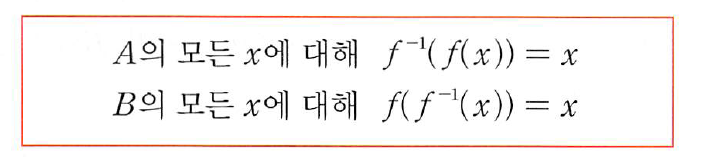 A의 모든 x에 대해 f⁻¹(f(x)) = x
B의 모든 x에 대해 f(f⁻¹(x)) = x